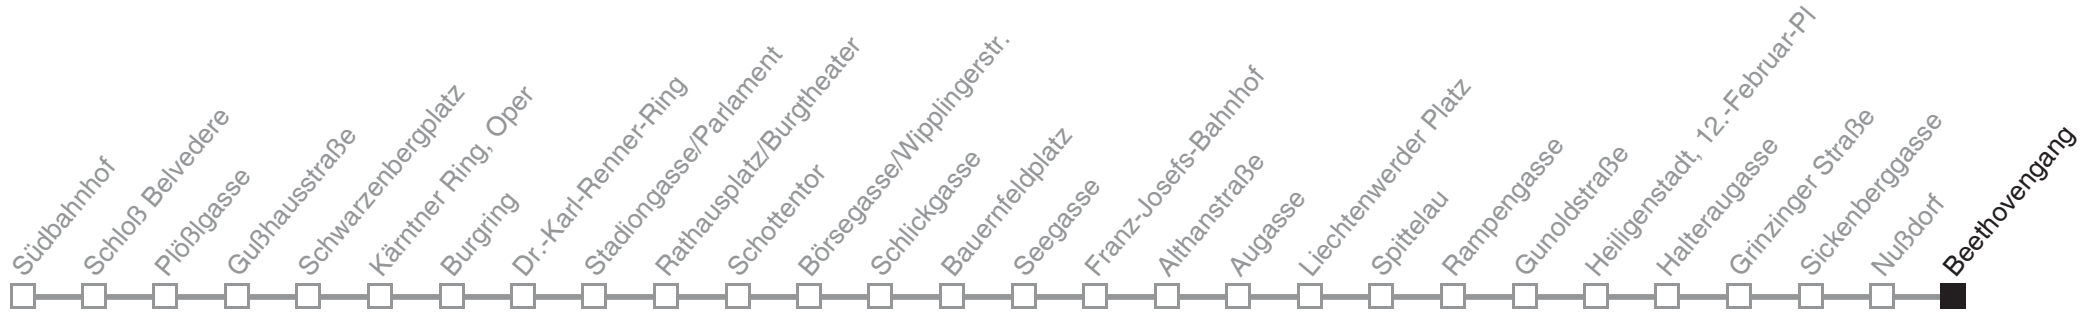 Südbahnhof
Schloß Belvedere
Plößlgasse
Gußhausstraße
Schwarzenbergplatz
Kärntner Ring, Oper
Burgring
Dr.-Karl-Renner-Ring
Stadiongasse/Parlament
Rathausplatz/Burgtheater
Schottentor
Börsegasse/Wipplingerstr.
Schlickgasse
Bauernfeldplatz
Seegasse
Franz-Josefs-Bahnhof
Althanstraße
Augasse
Liechtenwerder Platz
Spittelau
Rampengasse
Gunoldstraße
Heiligenstadt, 12.-Februar-Pl
Halteraugasse
Grinzinger Straße
Sickenberggasse
Nußdorf
Beethovengang